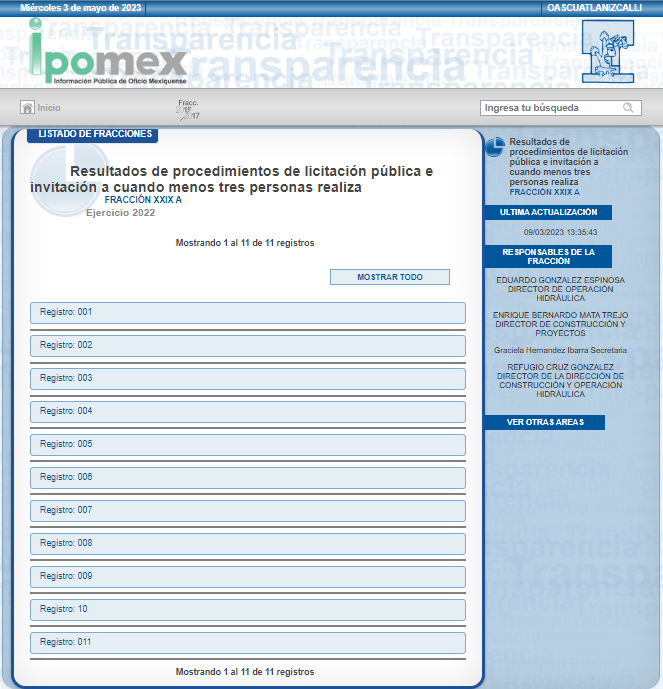 Miércoles 3 de mayo de 2023
OASCUATLANIZCALLI
ipomex
Información Pública de Oficio Mexiquense
Inicio
Fracc.
Ingresa tu búsqueda
LISTADO DE FRACCIONES
Resultados de procedimientos de licitación pública e
invitación a cuando menos tres personas realiza
FRACCIÓN XXIX A
Ejercicio 2022
Mostrando 1 al 11 de 11 registros
MOSTRAR TODO
Registro: 001
Registro: 002
Registro: 003
Registro: 004
Registro: 005
Registro: 006
Registro: 007
Registro: 008
Registro: 009
Registro: 10
Registro: 011
Mostrando 1 al 11 de 11 registros
Resultados de
procedimientos de licitación
pública e invitación a
cuando menos tres
personas realiza
FRACCIÓN XXIX A
ULTIMA ACTUALIZACIÓN
09/03/2023 13:35:43
RESPONSABLES DE LA
FRACCIÓN
EDUARDO GONZALEZ ESPINOSA
DIRECTOR DE OPERACIÓN
HIDRÁULICA
ENRIQUE BERNARDO MATA TREJO
DIRECTOR DE CONSTRUCCIÓN Y
PROYECTOS
Graciela Hernandez Ibarra Secretaria
REFUGIO CRUZ GONZALEZ
DIRECTOR DE LA DIRECCIÓN DE
CONSTRUCCIÓN Y OPERACIÓN
HIDRÁULICA
VER OTRAS AREAS